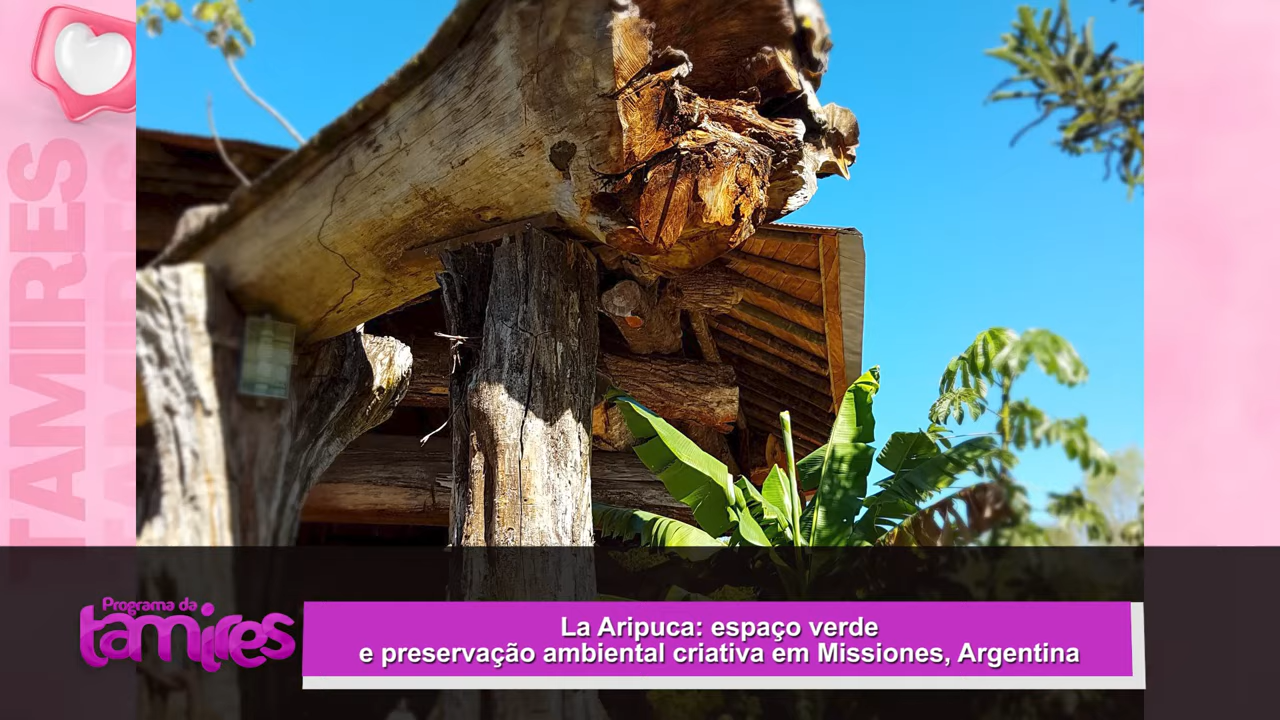 TAMIRES
Programa da
tamires
La Aripuca: espaço verde
e preservação ambiental criativa em Missiones, Argentina